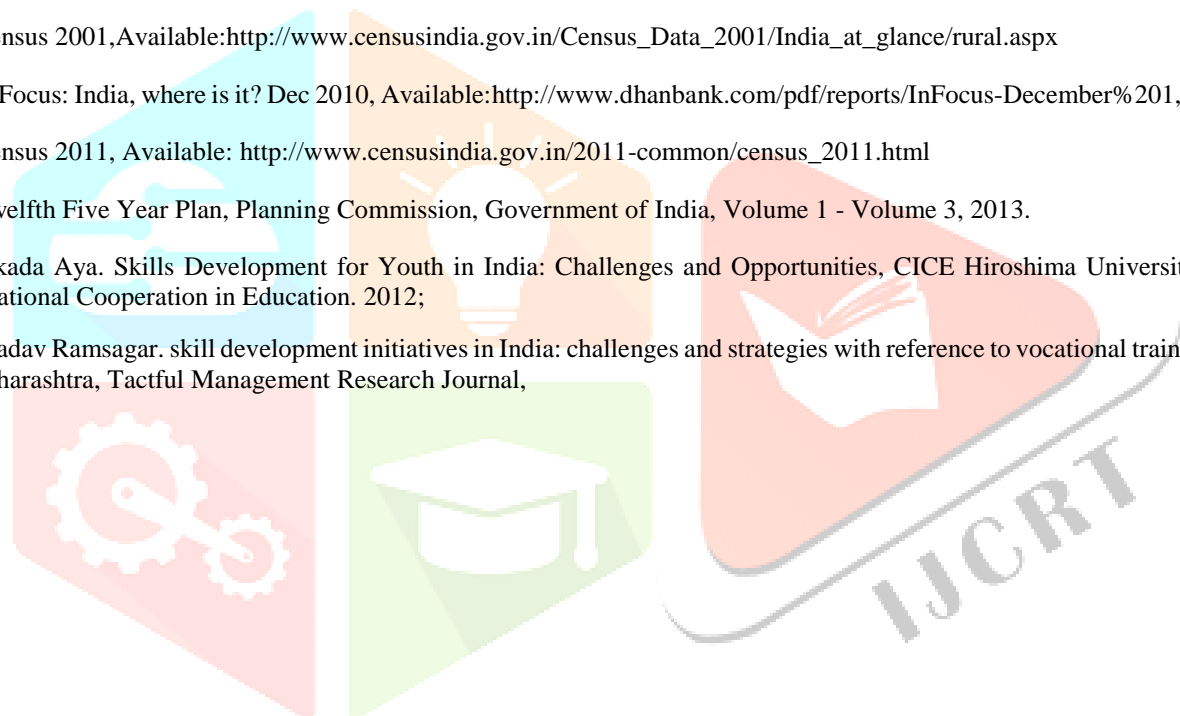 ensus 2001,Available:http://www.censusindia.gov.in/Census_Data_2001/India_at_glance/rural.aspx
Focus: India, where is it? Dec 2010, Available:http://www.dhanbank.com/pdf/reports/InFocus-December%201,
ensus 2011, Available: http://www.censusindia.gov.in/2011-common/census_2011.html
velfth Five Year Plan, Planning Commission, Government of India, Volume 1 - Volume 3, 2013.
kada Aya. Skills Development for Youth in India: Challenges and Opportunities, CICE Hiroshima Universit
ational Cooperation in Education. 2012;
adav Ramsagar. skill development initiatives in India: challenges and strategies with reference to vocational train
harashtra, Tactful Management Research Journal,
IJCRT